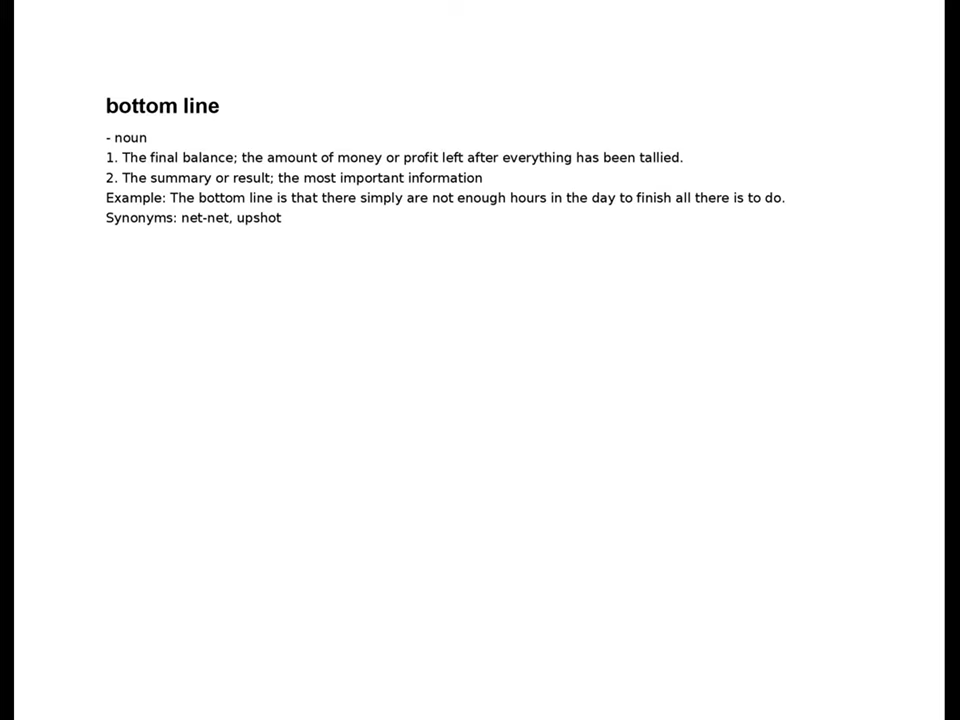 bottom line
- noun
1. The final balance; the amount of money or profit left after everything has been tallied.
2. The summary or result; the most important information
Example: The bottom line is that there simply are not enough hours in the day to finish all there is to do.
Synonyms: net-net, upshot